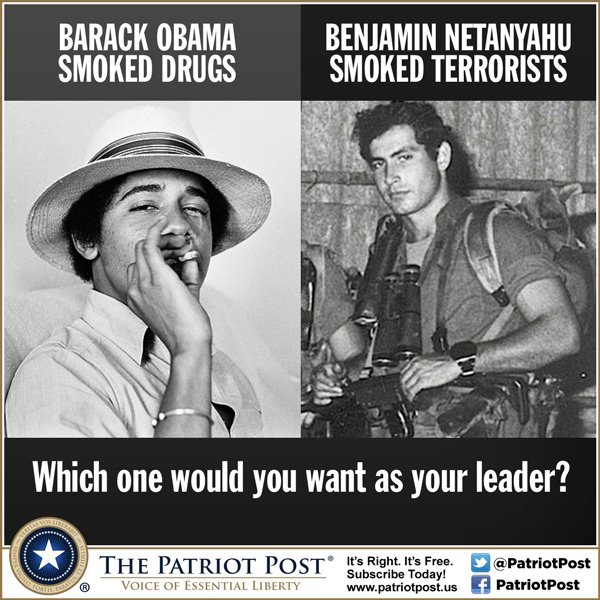 BARACK OBAMA
SMOKED DRUGS
BENJAMIN NETANYAHU
SMOKED TERRORISTS
Which one would you want as your leader?
THE PATRIOT POST®
VOICE OF ESSENTIAL LIBERTY
It's Right. It's Free.
Subscribe Today!
www.patriotpost.us
@PatriotPost
PatriotPost